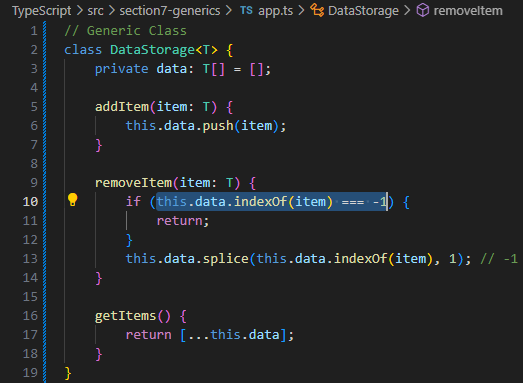 TypeScript > src > section7-generics > TS app.ts > DataStorage > removeItem
1 // Generic Class
2 class DataStorage<T> {
3     private data: T[] = [];
4
5     addItem(item: T) {
6         this.data.push(item);
7     }
8
9     removeItem(item: T) {
10         if (this.data.indexOf(item) === -1) {
11             return;
12         }
13         this.data.splice(this.data.indexOf(item), 1); // -1
14     }
15
16     getItems() {
17         return [...this.data];
18     }
19 }